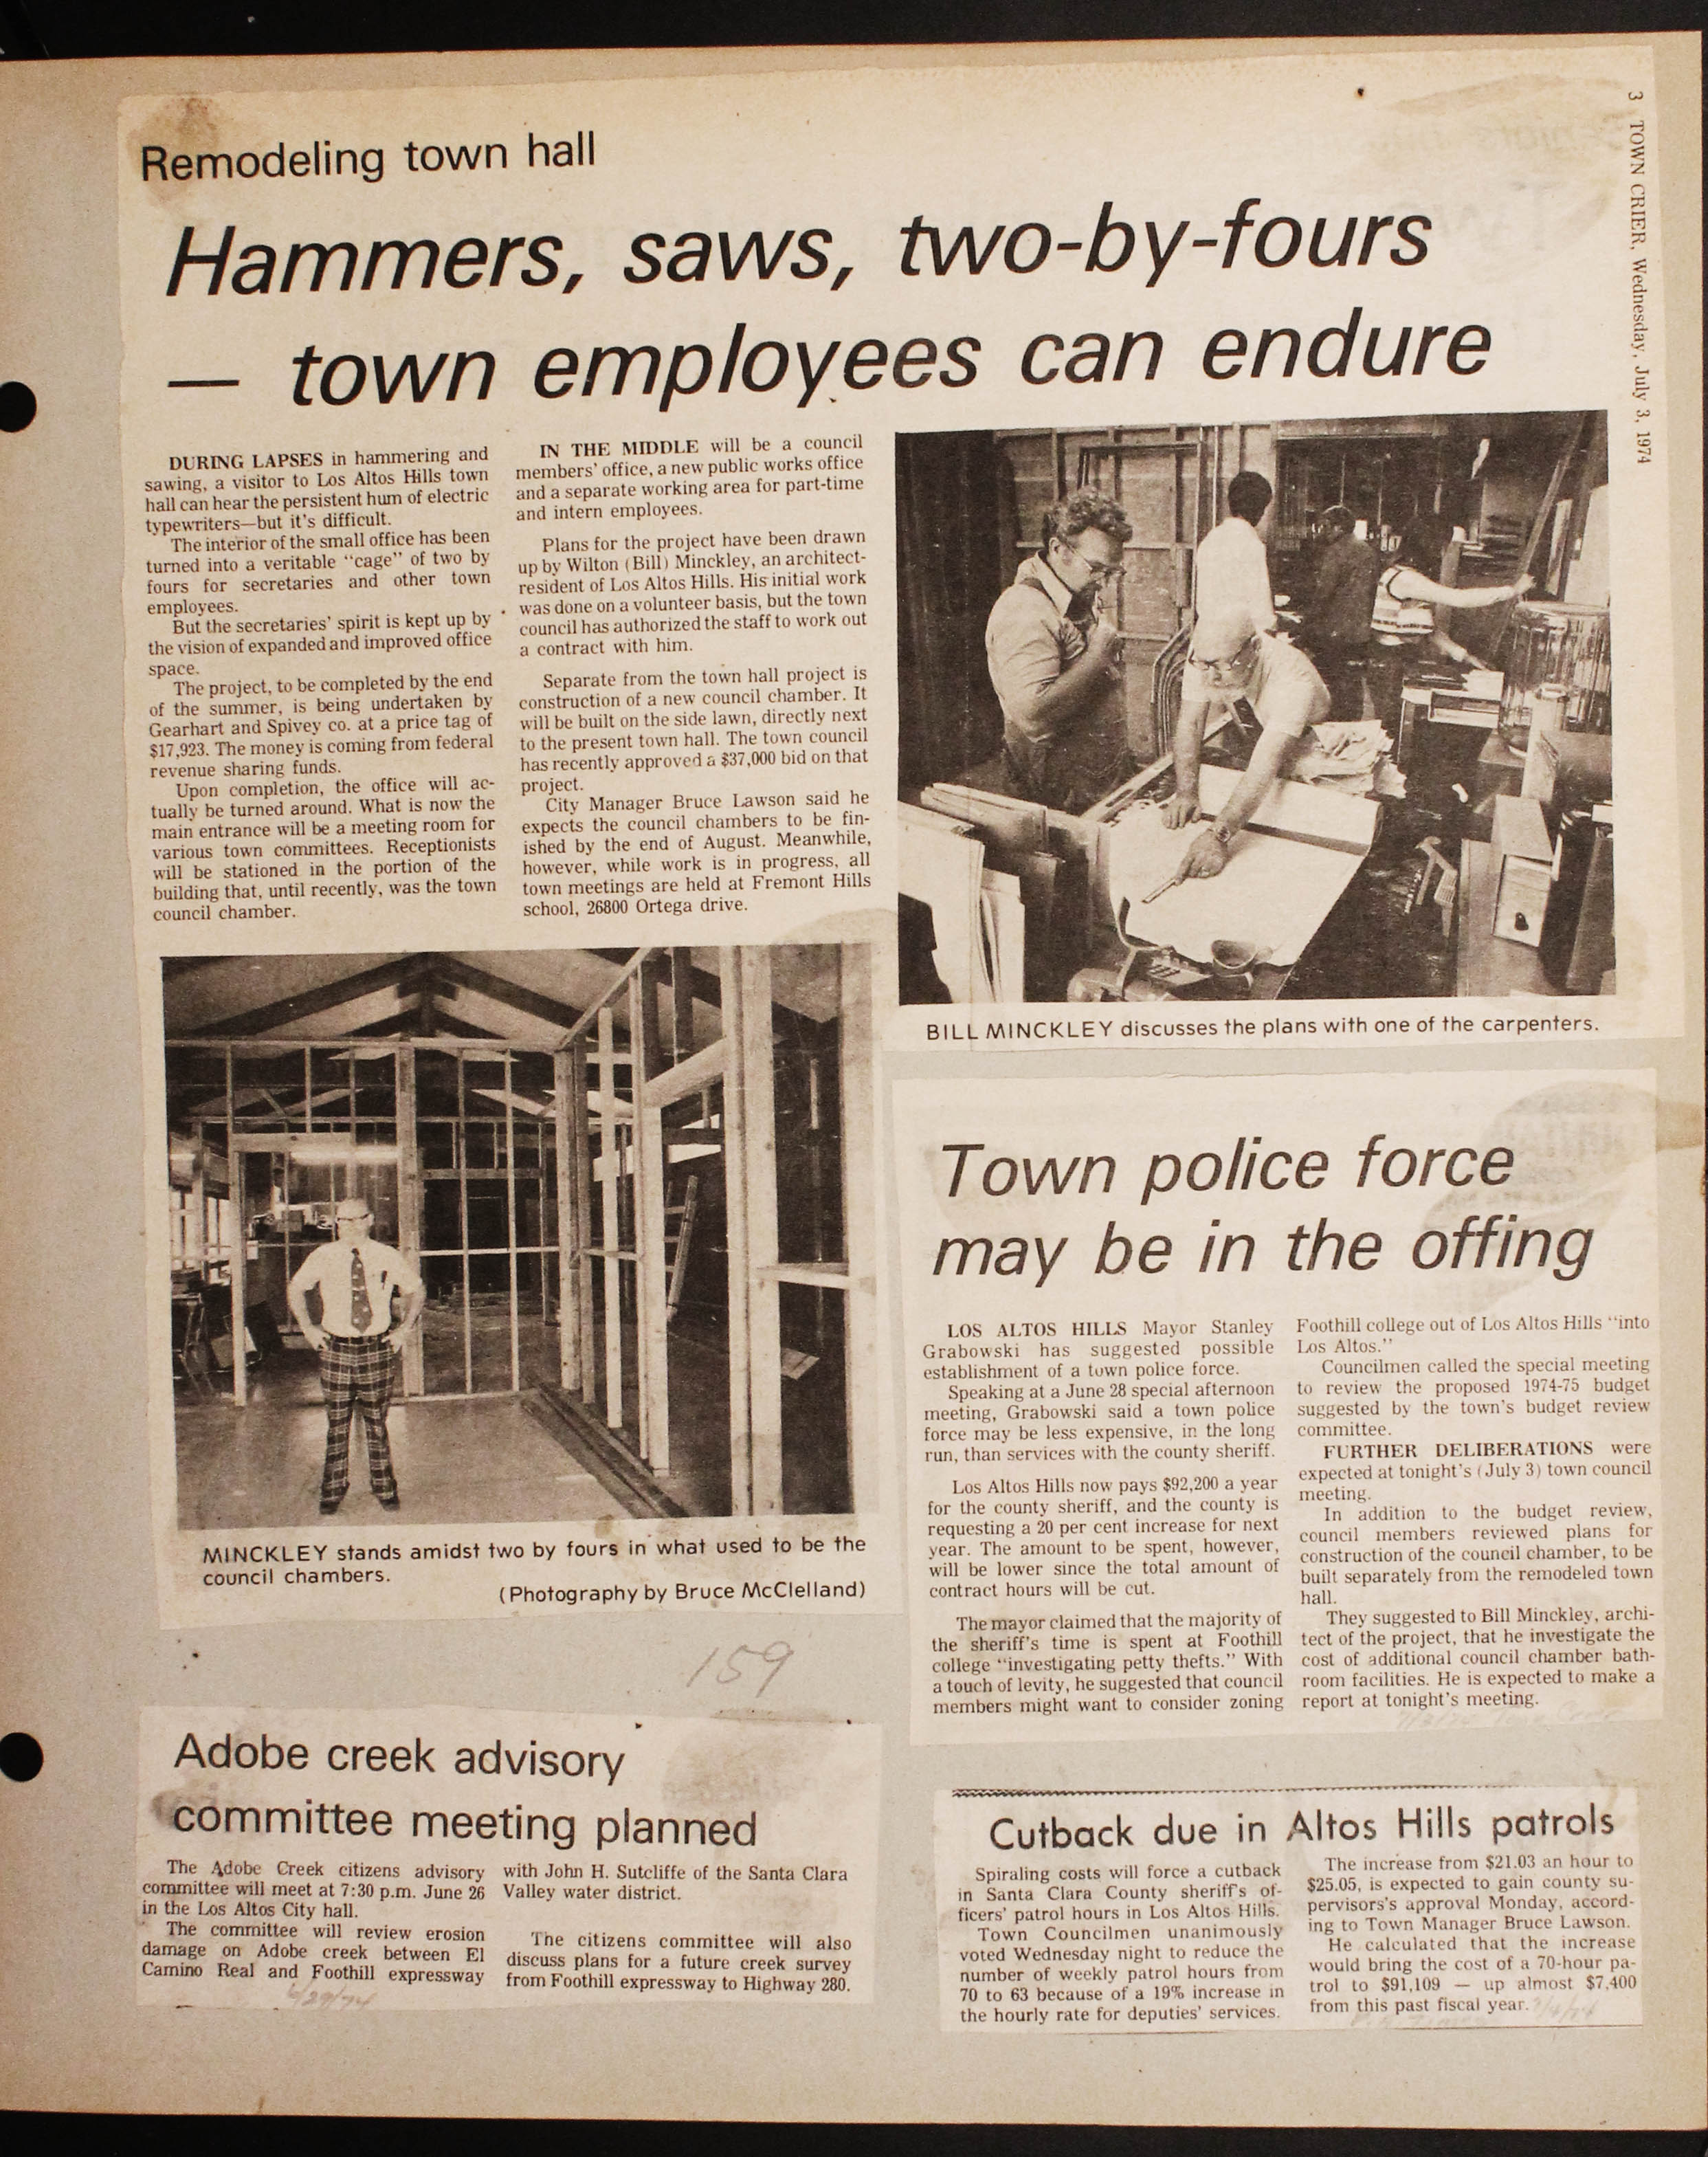 3 TOWN CRIER, Wednesday, July 3, 1974
Remodeling town hall
Hammers, saws, two-by-fours
— town employees can endure
DURING LAPSES in hammering and
sawing, a visitor to Los Altos Hills town
hall can hear the persistent hum of electric
typewriters—but it's difficult.
The interior of the small office has been
turned into a veritable "cage" of two by
fours for secretaries and other town
employees.
But the secretaries' spirit is kept up by
the vision of expanded and improved office
space.
The project, to be completed by the end
of the summer, is being undertaken by
Gearhart and Spivey co. at a price tag of
$17,923. The money is coming from federal
revenue sharing funds.
Upon completion, the office will ac-
tually be turned around. What is now the
main entrance will be a meeting room for
various town committees. Receptionists
will be stationed in the portion of the
building that, until recently, was the town
council chamber.
IN THE MIDDLE will be a council
members' office, a new public works office
and a separate working area for part-time
and intern employees.
Plans for the project have been drawn
up by Wilton (Bill) Minckley, an architect-
resident of Los Altos Hills. His initial work
was done on a volunteer basis, but the town
council has authorized the staff to work out
a contract with him.
Separate from the town hall project is
construction of a new council chamber. It
will be built on the side lawn, directly next
to the present town hall. The town council
has recently approved a $37,000 bid on that
project.
City Manager Bruce Lawson said he
expects the council chambers to be fin-
ished by the end of August. Meanwhile,
however, while work is in progress, all
town meetings are held at Fremont Hills
school, 26800 Ortega drive.
BILL MINCKLEY discusses the plans with one of the carpenters.
MINCKLEY stands amidst two by fours in what used to be the
council chambers.
(Photography by Bruce McClelland)
159
Town police force
may be in the offing
LOS ALTOS HILLS Mayor Stanley
Grabowski has suggested possible
establishment of a town police force.
Speaking at a June 28 special afternoon
meeting, Grabowski said a town police
force may be less expensive, in the long
run, than services with the county sheriff.
Los Altos Hills now pays $92,200 a year
for the county sheriff, and the county is
requesting a 20 per cent increase for next
year. The amount to be spent, however,
will be lower since the total amount of
contract hours will be cut.
The mayor claimed that the majority of
the sheriff's time is spent at Foothill
college "investigating petty thefts." With
a touch of levity, he suggested that council
members might want to consider zoning
Foothill college out of Los Altos Hills "into
Los Altos."
Councilmen called the special meeting
to review the proposed 1974-75 budget
suggested by the town's budget review
committee.
FURTHER DELIBERATIONS were
expected at tonight's (July 3) town council
meeting.
In addition to the budget review,
council members reviewed plans for
construction of the council chamber, to be
built separately from the remodeled town
hall.
They suggested to Bill Minckley, archi-
tect of the project, that he investigate the
cost of additional council chamber bath-
room facilities. He is expected to make a
report at tonight's meeting.
Adobe creek advisory
committee meeting planned
The Adobe Creek citizens advisory
committee will meet at 7:30 p.m. June 26
in the Los Altos City hall.
The committee will review erosion
damage on Adobe creek between El
Camino Real and Foothill expressway
with John H. Sutcliffe of the Santa Clara
Valley water district.
The citizens committee will also
discuss plans for a future creek survey
from Foothill expressway to Highway 280.
Cutback due in Altos Hills patrols
Spiraling costs will force a cutback
in Santa Clara County sheriff's of-
ficers' patrol hours in Los Altos Hills.
Town Councilmen unanimously
voted Wednesday night to reduce the
number of weekly patrol hours from
70 to 63 because of a 19% increase in
the hourly rate for deputies' services.
The increase from $21.03 an hour to
$25.05, is expected to gain county su-
pervisors's approval Monday, accord-
ing to Town Manager Bruce Lawson.
He calculated that the increase
would bring the cost of a 70-hour pa-
trol to $91,109 — up almost $7,400
from this past fiscal year.